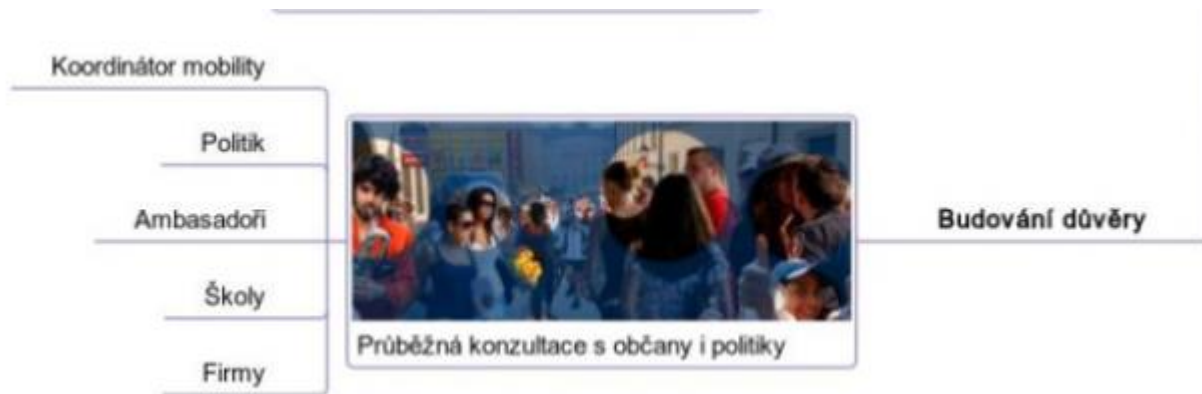 Koordinátor mobility
Politik
Ambasadoři
Školy
Firmy
Průběžná konzultace s občany i politiky
Budování důvěry